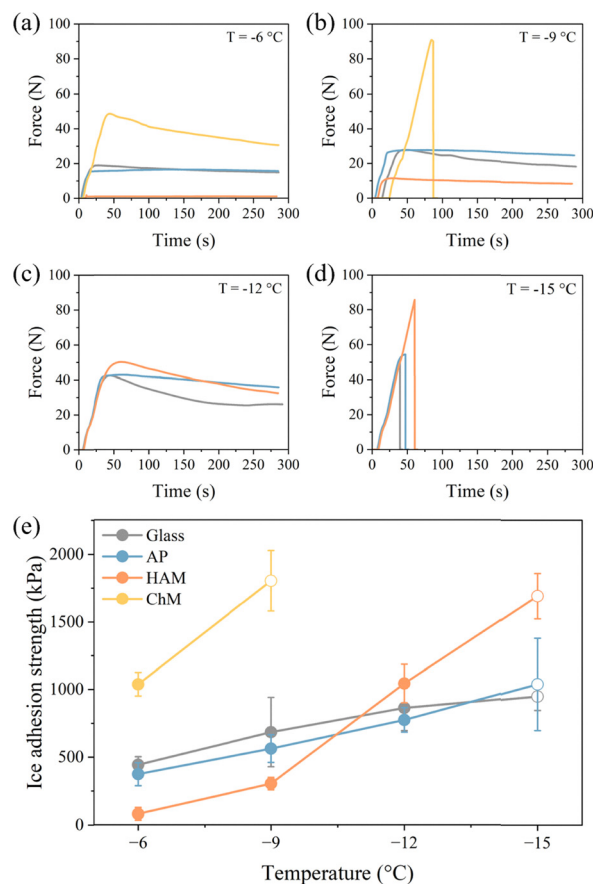 (a)
T = -6 °C
Force (N)
100
80
60
40
20
0
0 50 100 150 200 250 300
Time (s)
(b)
T = -9 °C
Force (N)
100
80
60
40
20
0
0 50 100 150 200 250 300
Time (s)
(c)
T = -12 °C
Force (N)
100
80
60
40
20
0
0 50 100 150 200 250 300
Time (s)
(d)
T = -15 °C
Force (N)
100
80
60
40
20
0
0 50 100 150 200 250 300
Time (s)
(e)
Glass
AP
HAM
ChM
Ice adhesion strength (kPa)
2000
1500
1000
500
0
−6 −9 −12 −15
Temperature (°C)